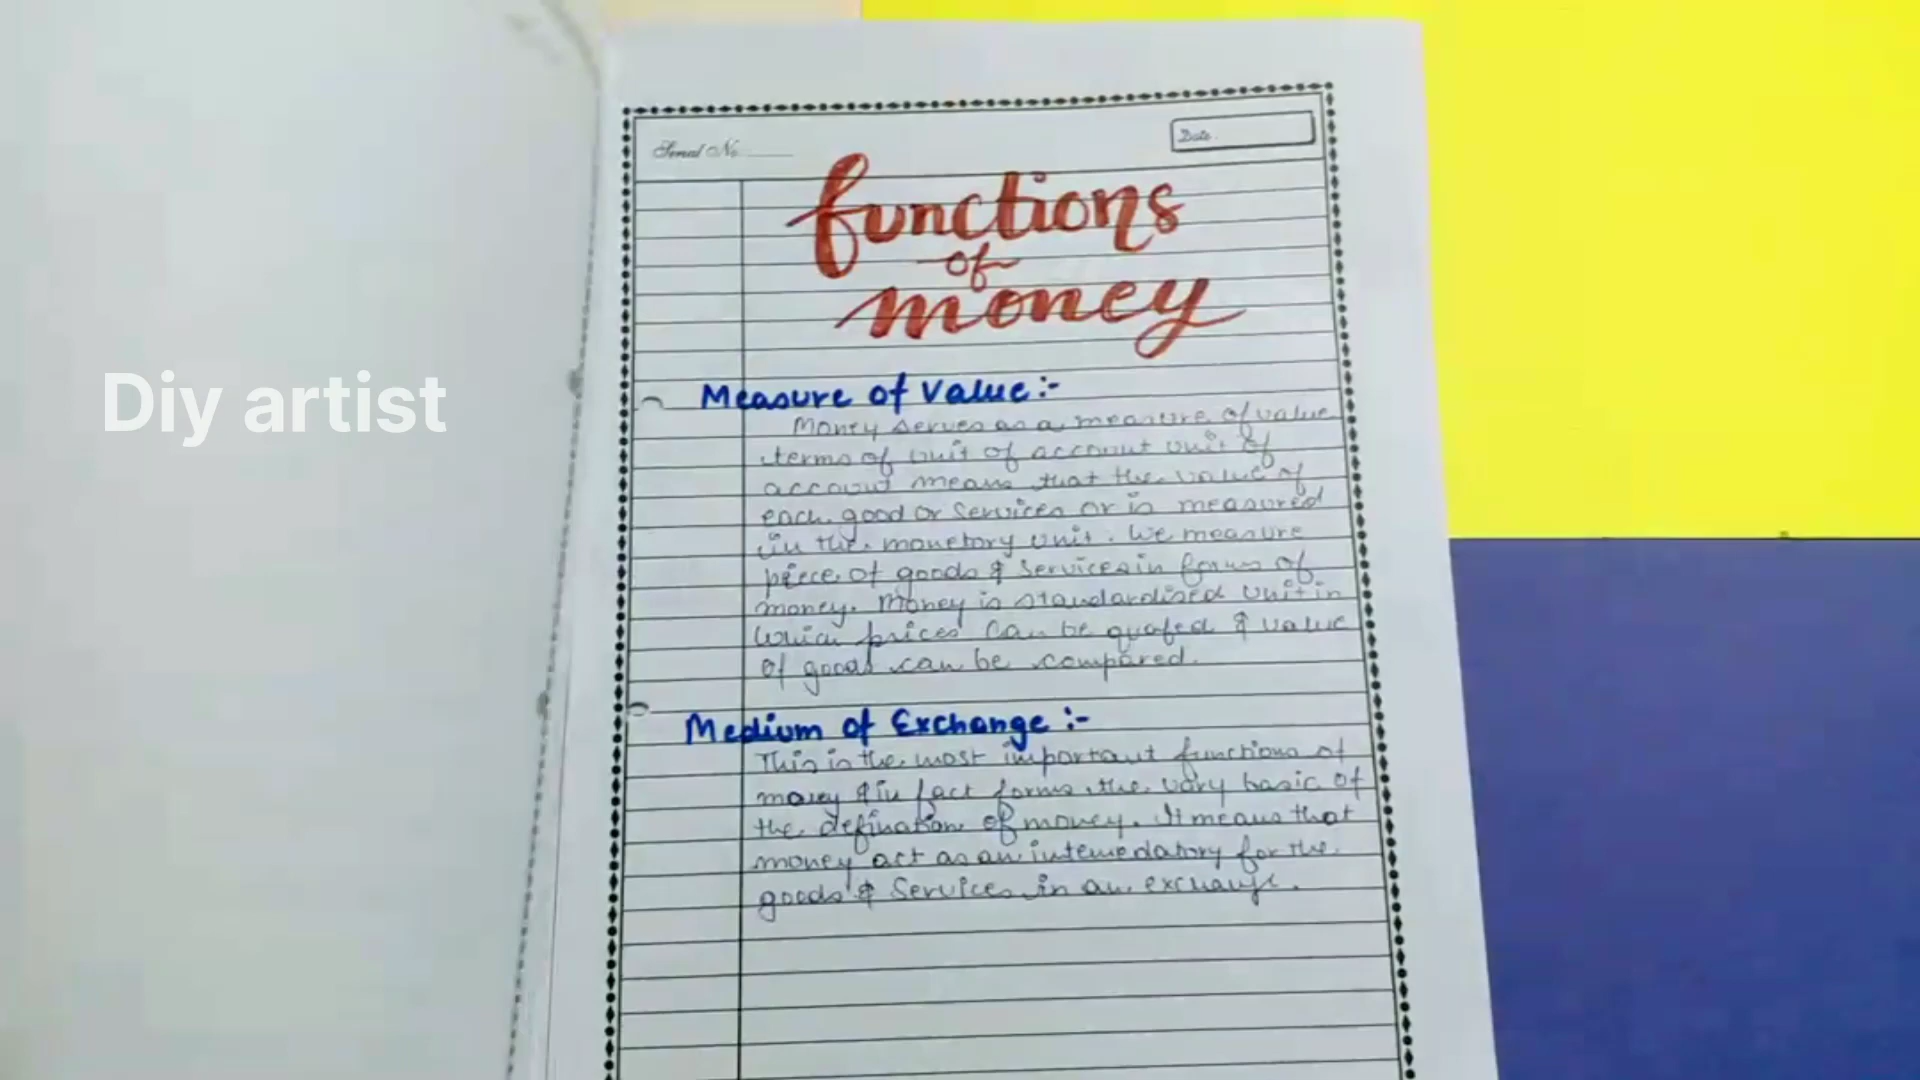 Serial No.
Date.
functions
of
money
Diy artist
Measure of Value:-
Money serves as a measure of value
terms of unit of account unit of
account means that the value of
each good or services or is measured
in the monetory unit. We measure
piece of goods & services in forms of
money. Money is standardised unit in
which prices can be quafed & value
of goods can be compared.
Medium of Exchange :-
This is the most important functions of
money & in fact forms the vary basic of
the defination of money. It means that
money act as an intemedatory for the
goods & Services in an exchange.